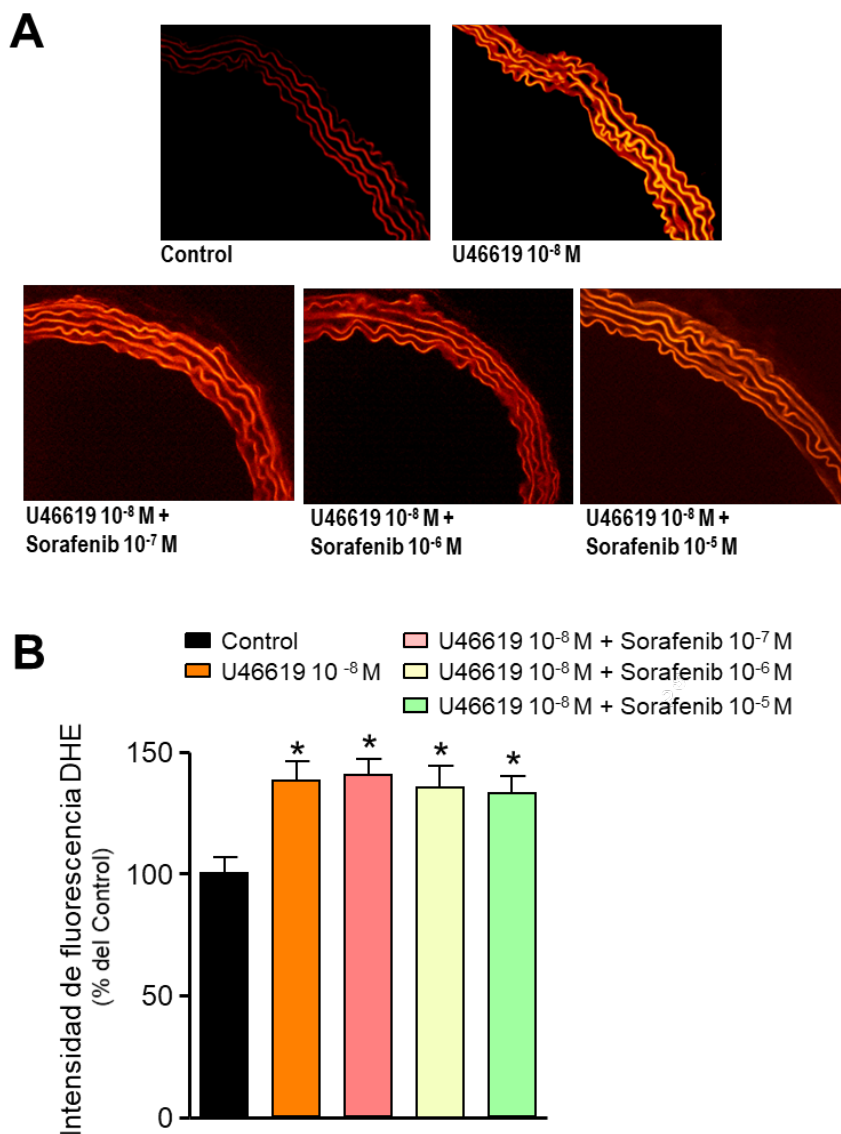 A
Control
U46619 10⁻⁸ M
U46619 10⁻⁸ M +
Sorafenib 10⁻⁷ M
U46619 10⁻⁸ M +
Sorafenib 10⁻⁶ M
U46619 10⁻⁸ M +
Sorafenib 10⁻⁵ M
B
Control
U46619 10 ⁻⁸ M
U46619 10⁻⁸ M + Sorafenib 10⁻⁷ M
U46619 10⁻⁸ M + Sorafenib 10⁻⁶ M
U46619 10⁻⁸ M + Sorafenib 10⁻⁵ M
Intensidad de fluorescencia DHE
(% del Control)
150
100
50
0
* * * *